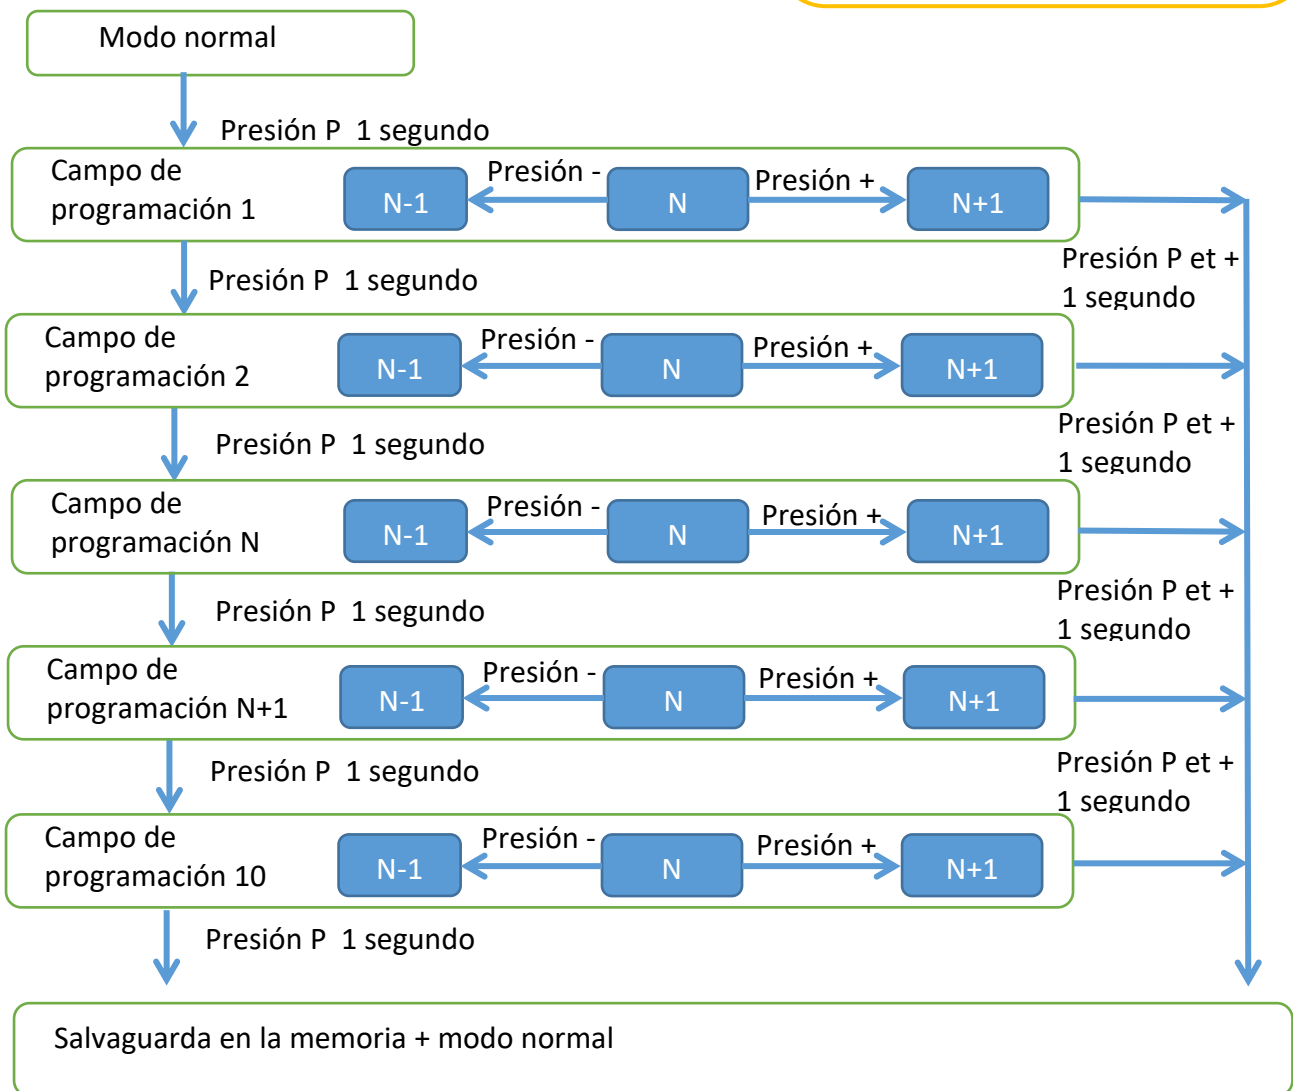 Modo normal
Presión P 1 segundo
Campo de
programación 1
N-1
Presión -
N
Presión +
N+1
Presión P 1 segundo
Presión P et +
1 segundo
Campo de
programación 2
N-1
Presión -
N
Presión +
N+1
Presión P 1 segundo
Presión P et +
1 segundo
Campo de
programación N
N-1
Presión -
N
Presión +
N+1
Presión P 1 segundo
Presión P et +
1 segundo
Campo de
programación N+1
N-1
Presión -
N
Presión +
N+1
Presión P 1 segundo
Presión P et +
1 segundo
Campo de
programación 10
N-1
Presión -
N
Presión +
N+1
Presión P 1 segundo
Salvaguarda en la memoria + modo normal